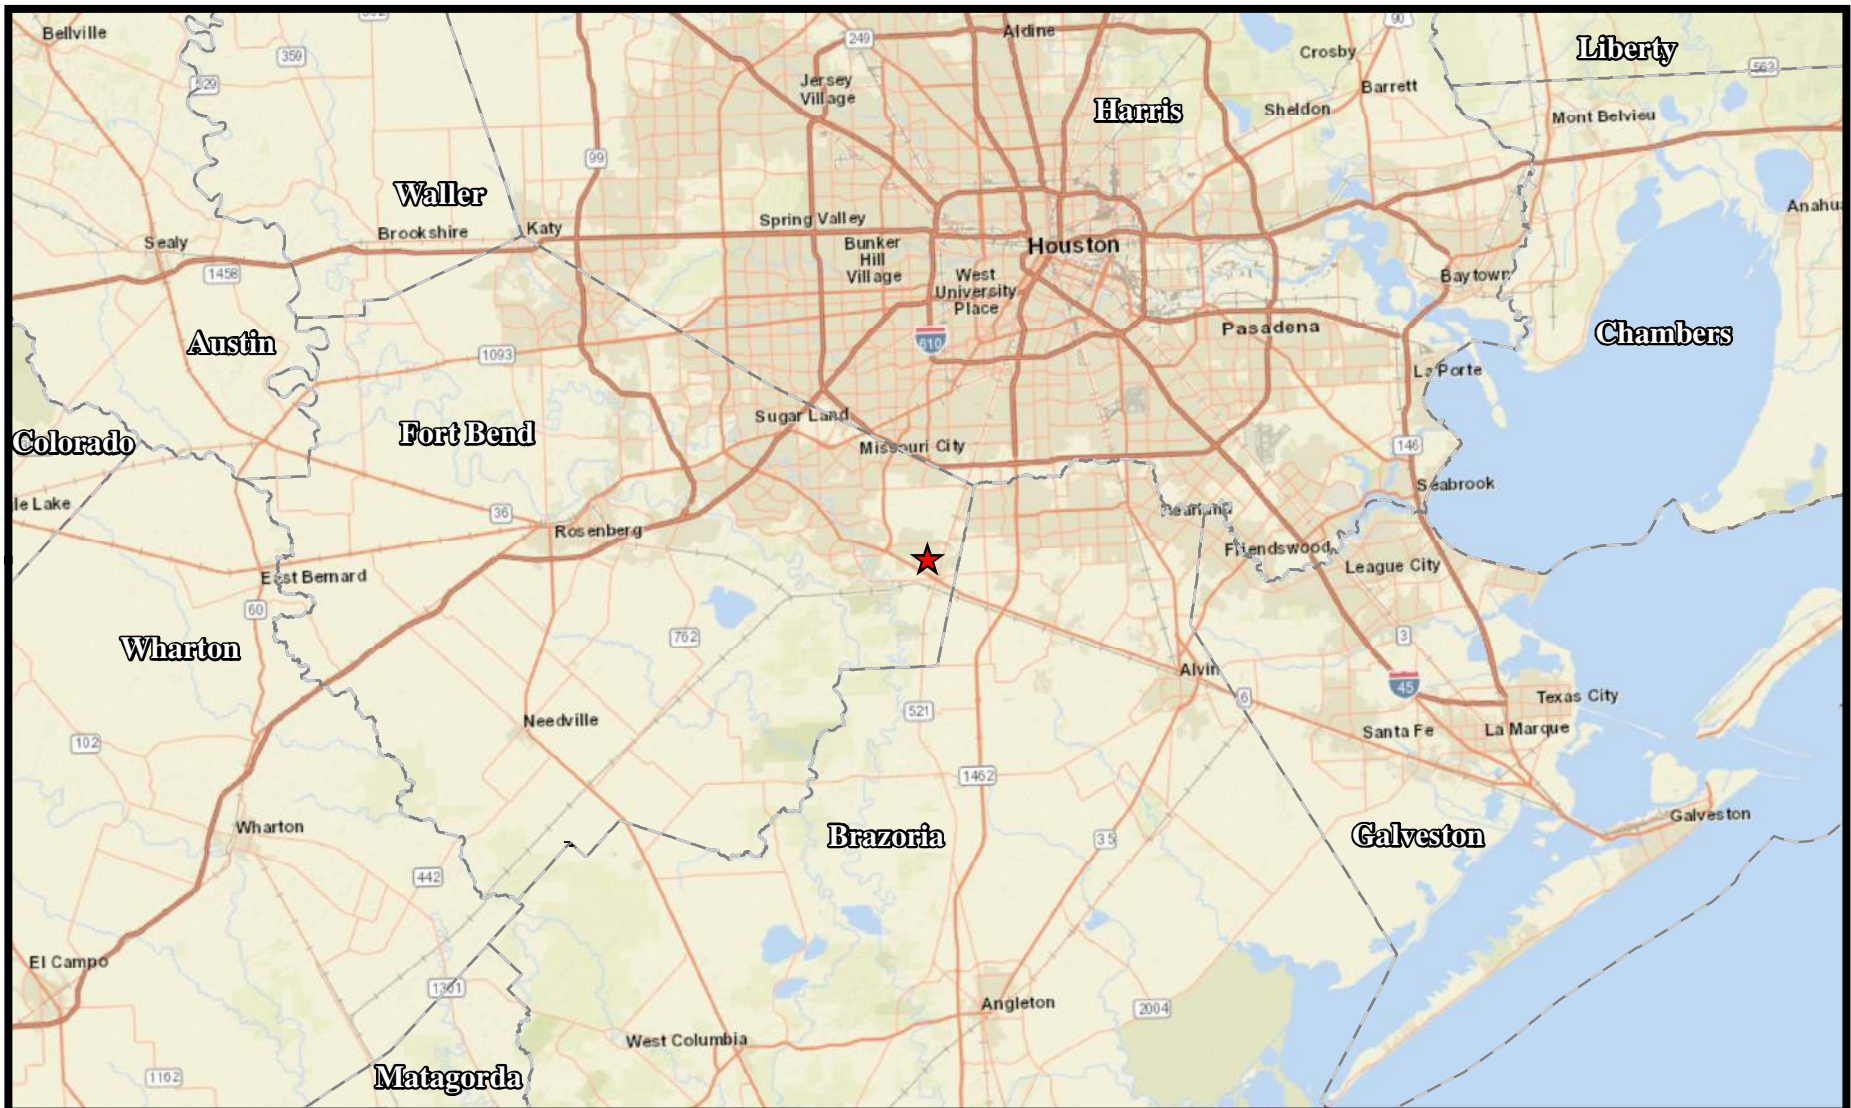 Bellville
359
529
249
Aldine
90
Crosby
Liberty
563
Jersey
Village
Harris
Sheldon
Barrett
Mont Belvieu
99
Waller
Katy
Brookshire
Sealy
1458
Spring Valley
Bunker
Hill
Village
Houston
West
University
Place
Baytown
Anahua
610
Pasadena
Chambers
Austin
1093
La Porte
Sugar Land
Missouri City
Fort Bend
Colorado
146
Seabrook
le Lake
36
Rosenberg
Pearland
Friendswood
League City
East Bernard
60
762
3
Wharton
Alvin
6
45
Texas City
La Marque
Santa Fe
521
Needville
102
1462
Galveston
Wharton
Brazoria
35
Galveston
442
El Campo
1301
Angleton
2004
West Columbia
1162
Matagorda